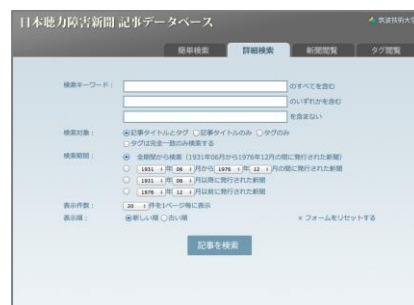 日本聴力障害新聞 記事データベース
筑波技術大学
簡単検索 詳細検索 新聞閲覧 タグ閲覧
検索キーワード： のすべてを含む
のいずれかを含む
を含まない
検索対象： 記事タイトルとタグ 記事タイトルのみ タグのみ
タグは完全一致のみ検索する
検索期間： 全期間から検索 (1931年06月から1976年12月の間に発行された新聞)
1931 年 06 月から 1976 年 12 月の間に発行された新聞
1931 年 06 月以降に発行された新聞
1976 年 12 月以前に発行された新聞
表示件数： 20 件を1ページ毎に表示
表示順： 新しい順 古い順 × フォームをリセットする
記事を検索